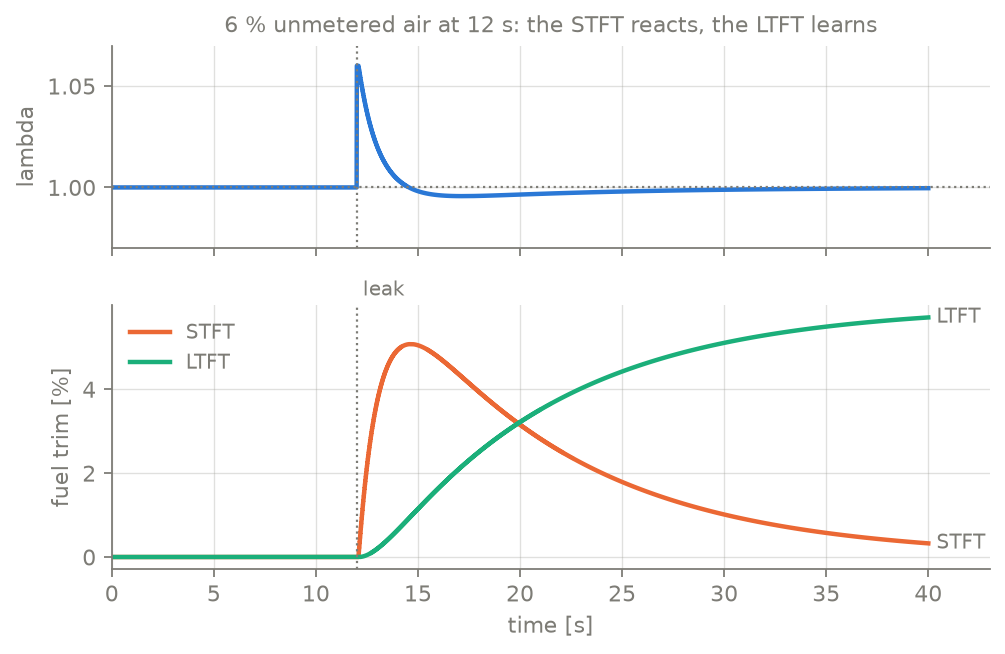 6 % unmetered air at 12 s: the STFT reacts, the LTFT learns
lambda
1.05
1.00
leak
STFT
LTFT
fuel trim [%]
4
2
0
LTFT
STFT
0 5 10 15 20 25 30 35 40
time [s]